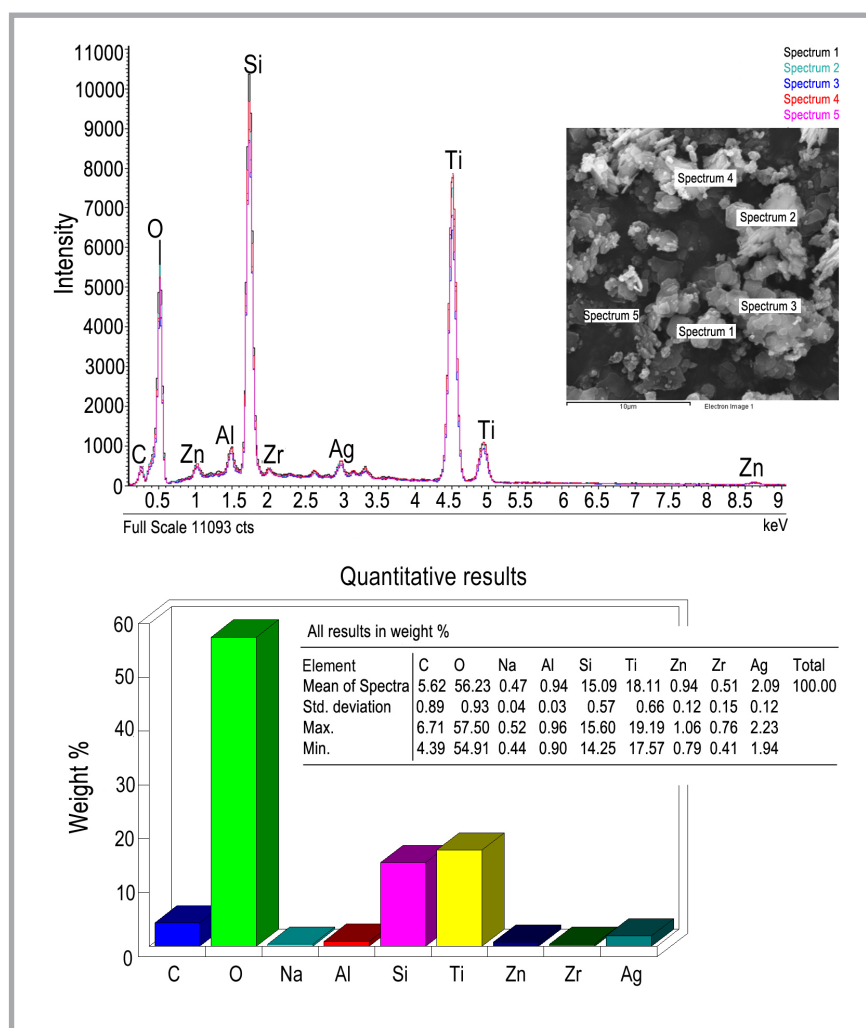 11000
10000
9000
8000
7000
6000
5000
4000
3000
2000
1000
0
Intensity
C
O
Zn
Al
Si
Zr
Ag
Ti
Ti
Zn
0.5 1 1.5 2 2.5 3 3.5 4 4.5 5 5.5 6 6.5 7 7.5 8 8.5 9
Full Scale 11093 cts
keV
Spectrum 1
Spectrum 2
Spectrum 3
Spectrum 4
Spectrum 5
Spectrum 4
Spectrum 2
Spectrum 3
Spectrum 5
Spectrum 1
10µm
Electron Image 1
Quantitative results
60
50
40
30
20
10
0
Weight %
All results in weight %
Element C O Na Al Si Ti Zn Zr Ag Total
Mean of Spectra 5.62 56.23 0.47 0.94 15.09 18.11 0.94 0.51 2.09 100.00
Std. deviation 0.89 0.93 0.04 0.03 0.57 0.66 0.12 0.15 0.12
Max. 6.71 57.50 0.52 0.96 15.60 19.19 1.06 0.76 2.23
Min. 4.39 54.91 0.44 0.90 14.25 17.57 0.79 0.41 1.94
C O Na Al Si Ti Zn Zr Ag